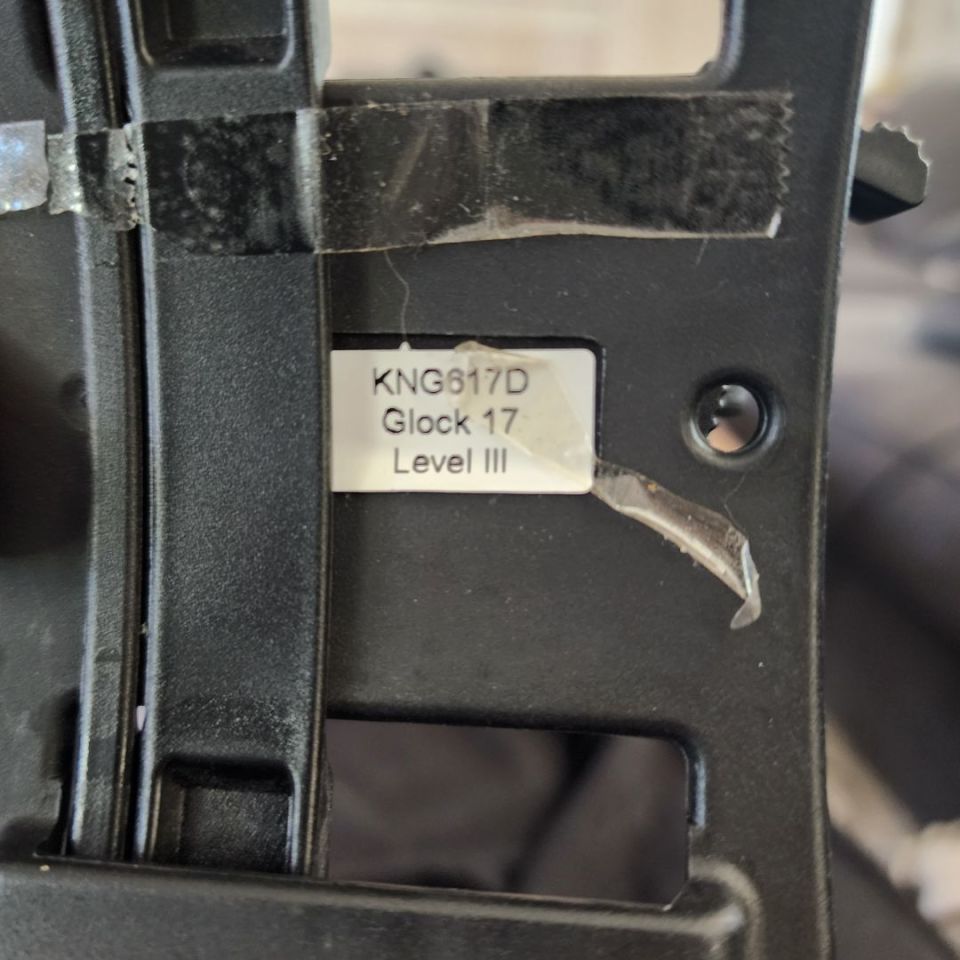 KNG617D
Glock 17
Level III